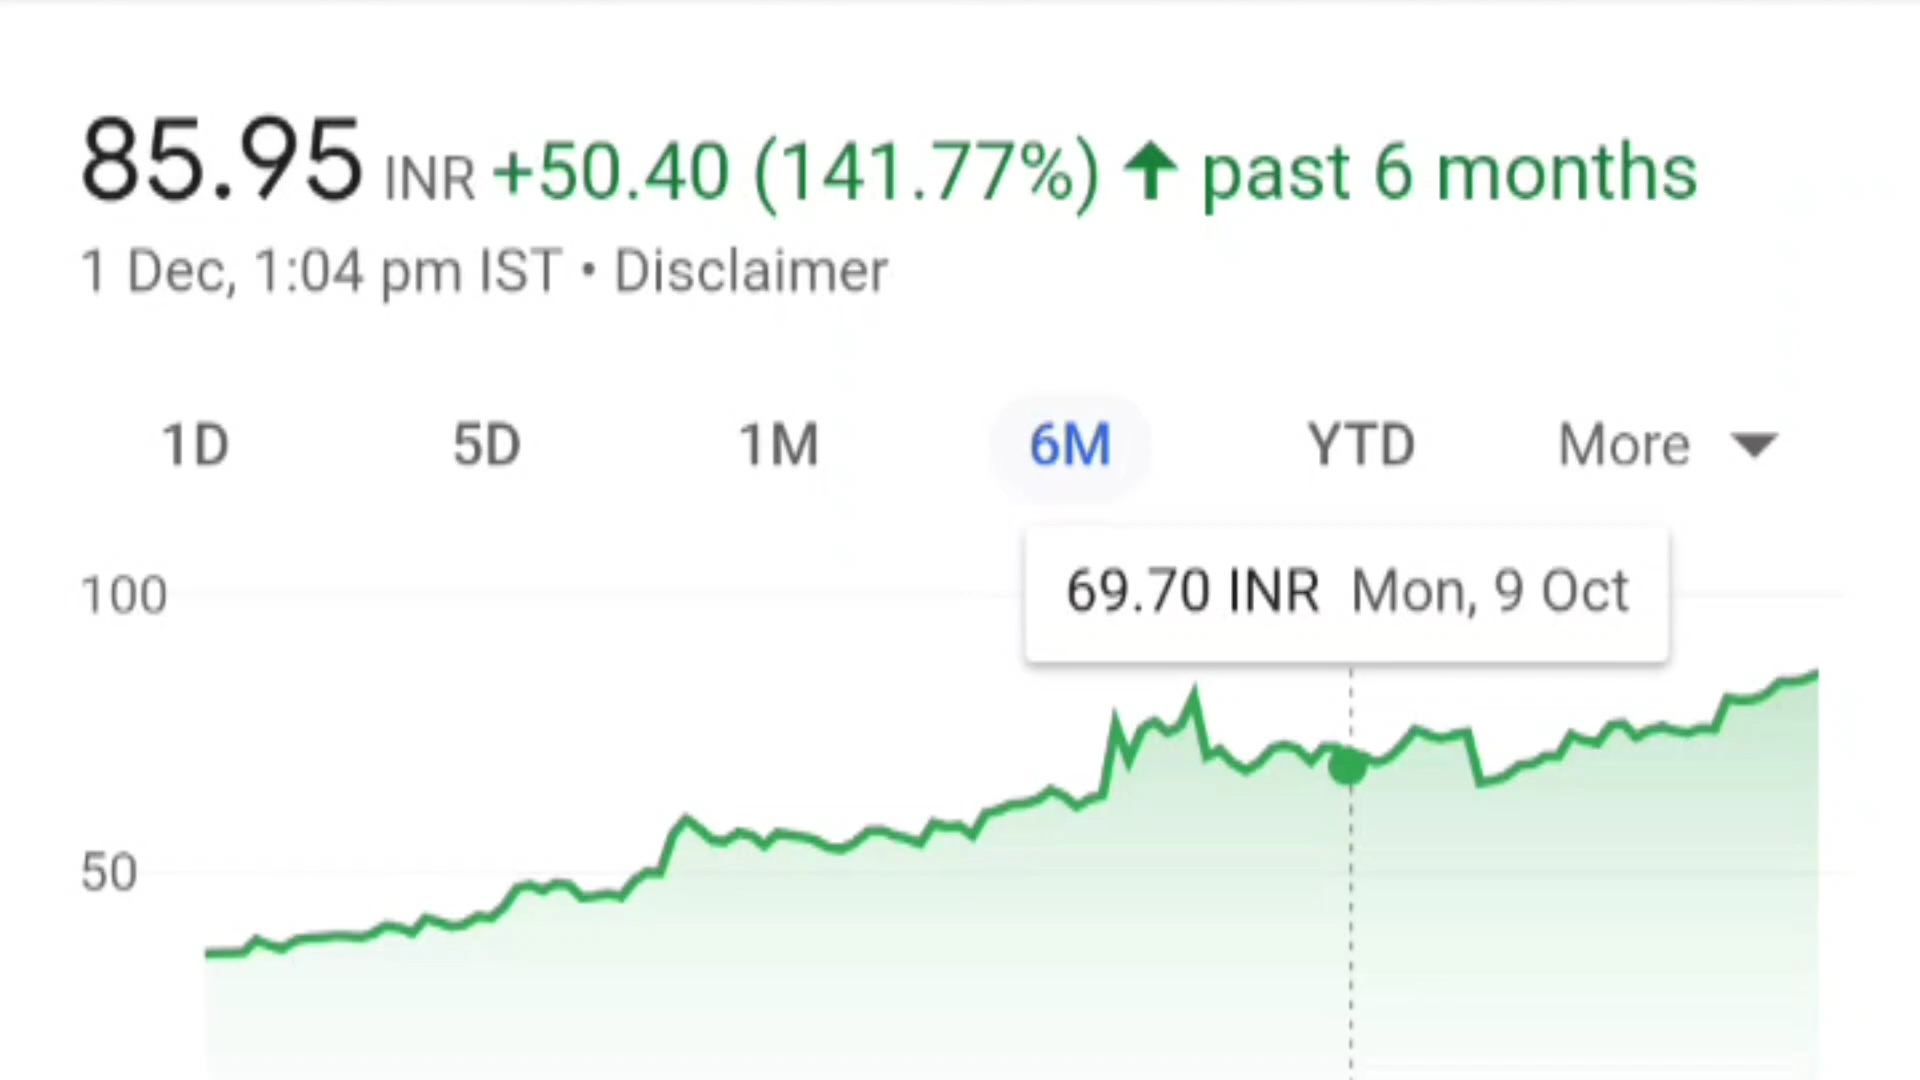 85.95 INR +50.40 (141.77%) ↑ past 6 months
1 Dec, 1:04 pm IST • Disclaimer
1D 5D 1M 6M YTD More
69.70 INR Mon, 9 Oct
100
50